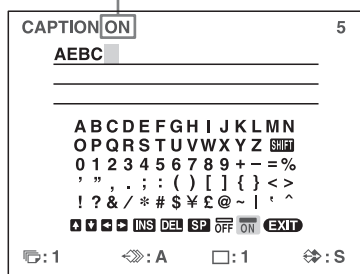 CAPTION ON 5
AEBC
A B C D E F G H I J K L M N
O P Q R S T U V W X Y Z SHIFT
0 1 2 3 4 5 6 7 8 9 + − = %
’ ” , . ; : ( ) [ ] { } < >
! ? & / * # $ ¥ £ @ ~ | ‘ ^
INS DEL SP OFF ON EXIT
:1 :A :1 :S